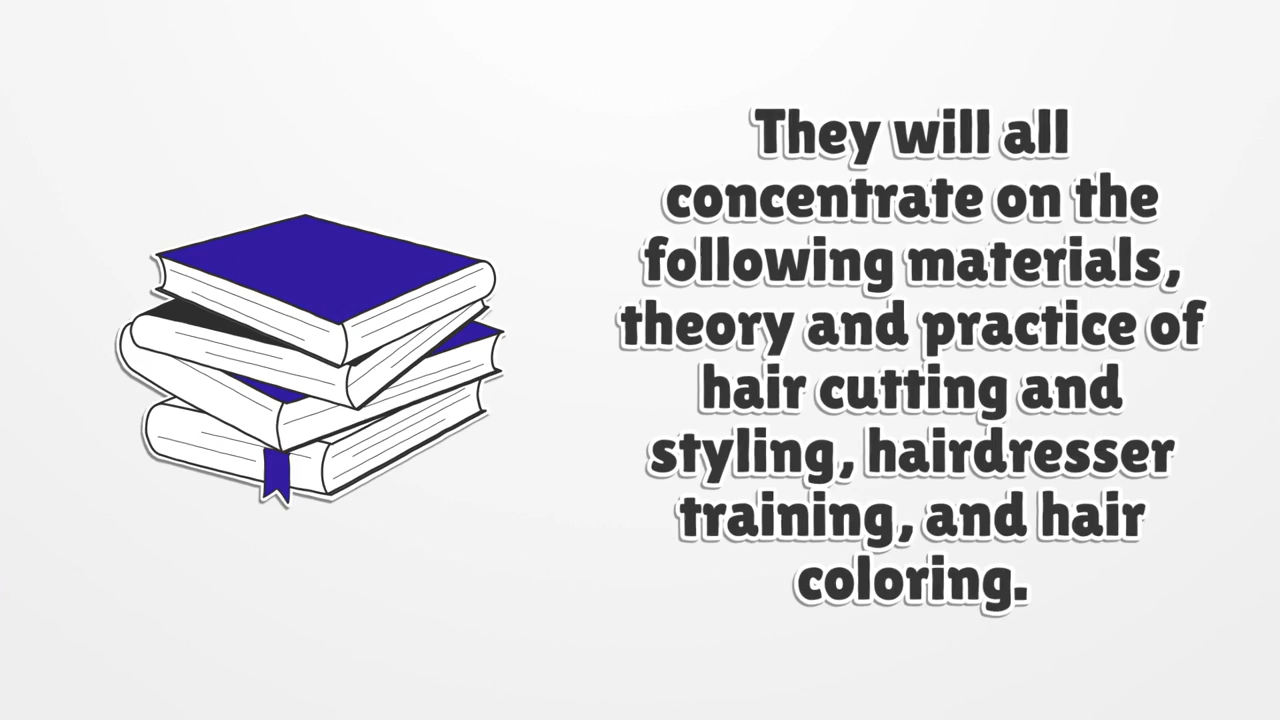 They will all
concentrate on the
following materials,
theory and practice of
hair cutting and
styling, hairdresser
training, and hair
coloring.